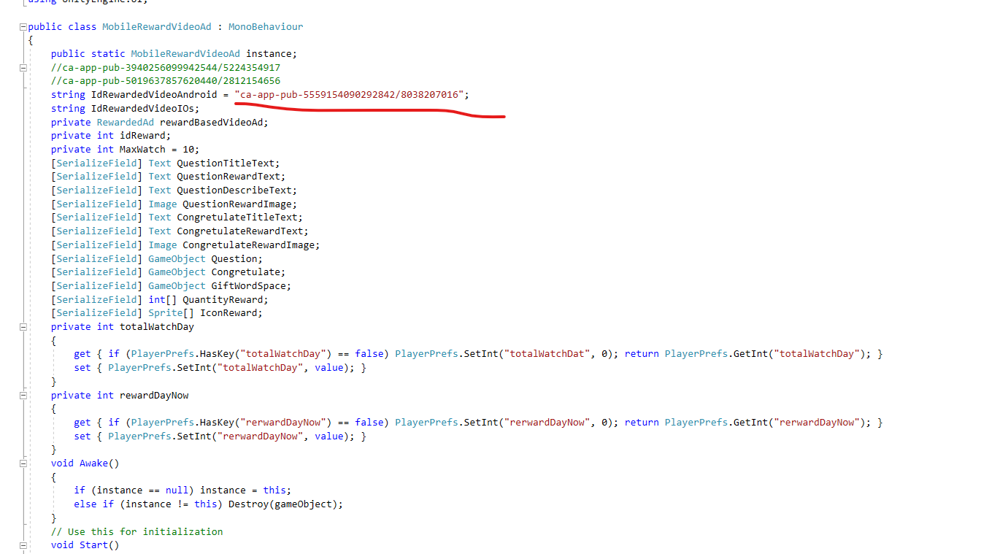 using UnityEngine.UI;
public class MobileRewardVideoAd : MonoBehaviour
{
public static MobileRewardVideoAd instance;
//ca-app-pub-3940256099942544/5224354917
//ca-app-pub-5019637857620440/2812154656
string IdRewardedVideoAndroid = "ca-app-pub-5559154090292842/8038207016";
string IdRewardedVideoIOs;
private RewardedAd rewardBasedVideoAd;
private int idReward;
private int MaxWatch = 10;
[SerializeField] Text QuestionTitleText;
[SerializeField] Text QuestionRewardText;
[SerializeField] Text QuestionDescribeText;
[SerializeField] Image QuestionRewardImage;
[SerializeField] Text CongretulateTitleText;
[SerializeField] Text CongretulateRewardText;
[SerializeField] Image CongretulateRewardImage;
[SerializeField] GameObject Question;
[SerializeField] GameObject Congretulate;
[SerializeField] GameObject GiftWordSpace;
[SerializeField] int[] QuantityReward;
[SerializeField] Sprite[] IconReward;
private int totalWatchDay
{
get { if (PlayerPrefs.HasKey("totalWatchDay") == false) PlayerPrefs.SetInt("totalWatchDat", 0); return PlayerPrefs.GetInt("totalWatchDay"); }
set { PlayerPrefs.SetInt("totalWatchDay", value); }
}
private int rewardDayNow
{
get { if (PlayerPrefs.HasKey("rerwardDayNow") == false) PlayerPrefs.SetInt("rerwardDayNow", 0); return PlayerPrefs.GetInt("rerwardDayNow"); }
set { PlayerPrefs.SetInt("rerwardDayNow", value); }
}
void Awake()
{
if (instance == null) instance = this;
else if (instance != this) Destroy(gameObject);
}
// Use this for initialization
void Start()